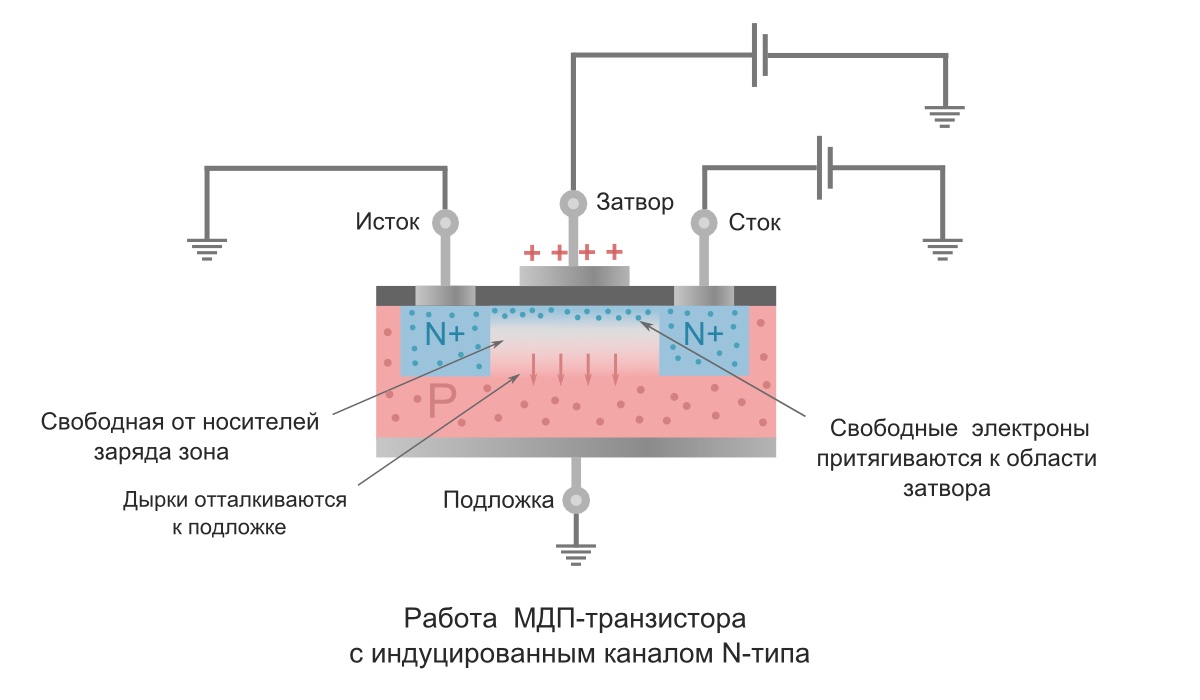 Затвор
Исток
Сток
+ + + +
N+
N+
P
Свободная от носителей
заряда зона
Свободные электроны
притягиваются к области
затвора
Дырки отталкиваются
к подложке
Подложка
Работа МДП-транзистора
с индуцированным каналом N-типа